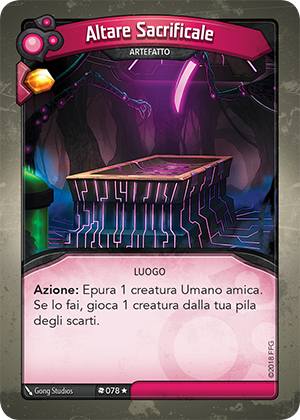 Altare Sacrificale
ARTEFATTO
LUOGO
Azione: Epura 1 creatura Umano amica.
Se lo fai, gioca 1 creatura dalla tua pila
degli scarti.
©2018 FFG
Gong Studios
078